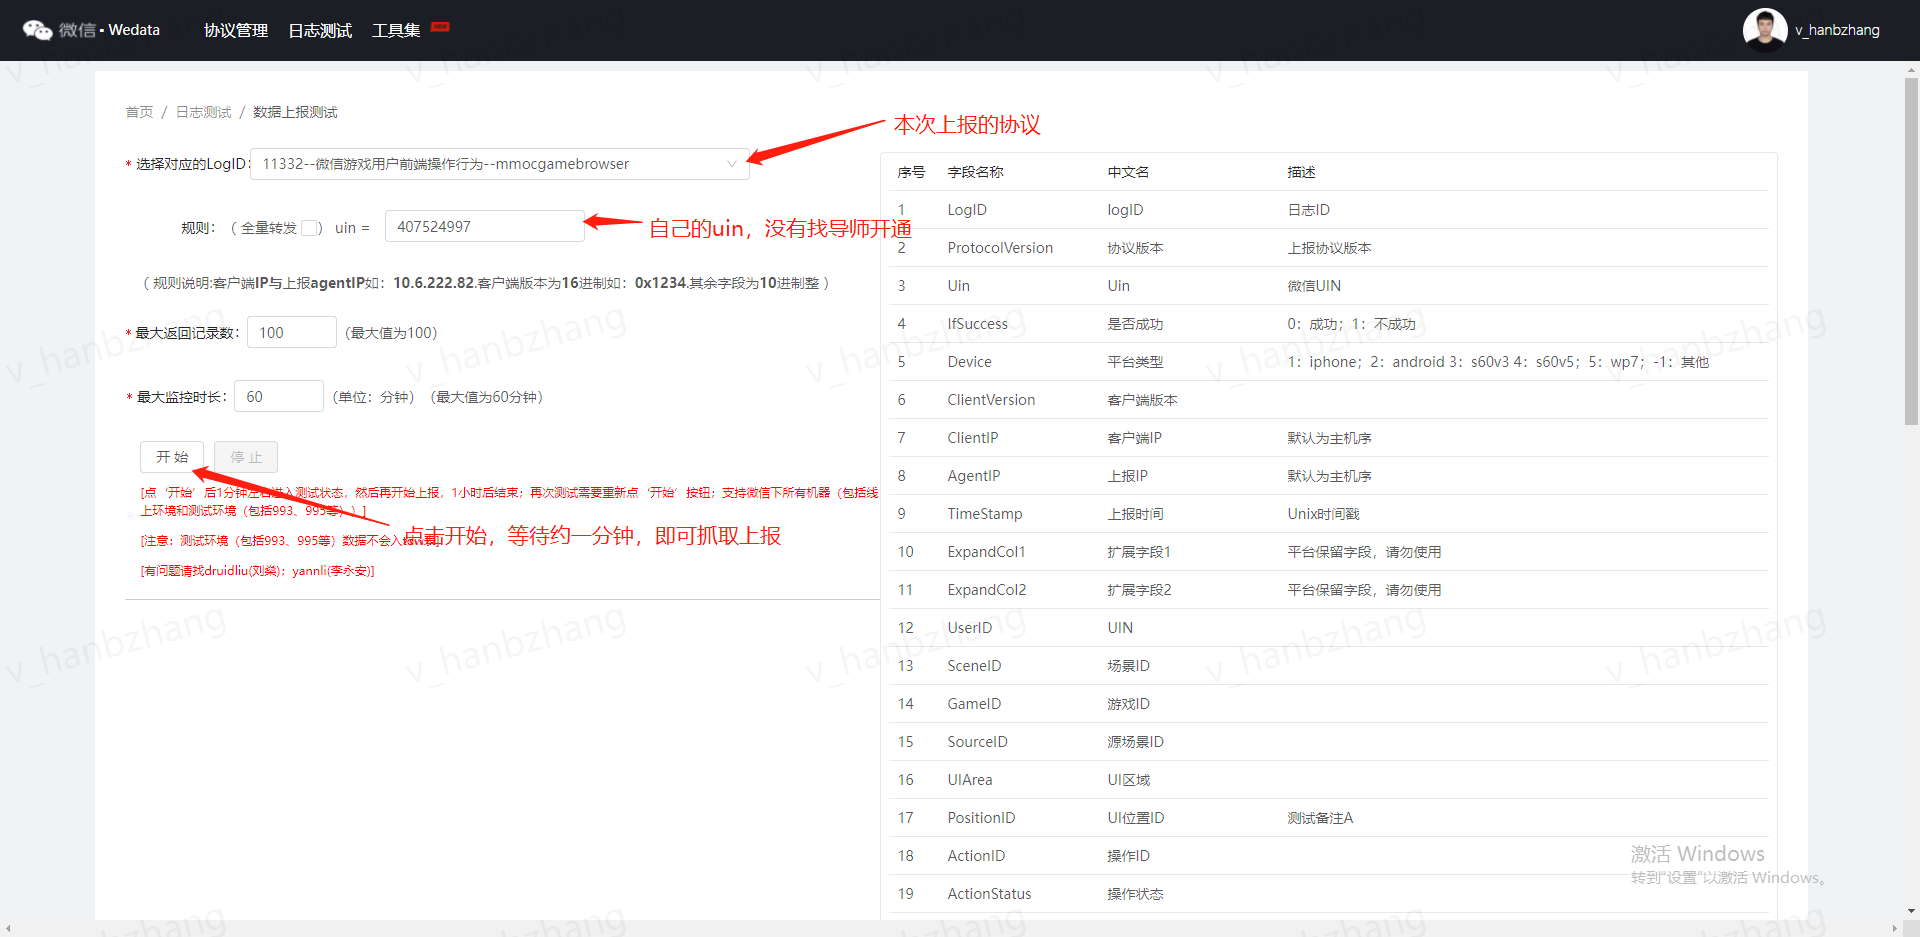 微信 · Wedata 协议管理 日志测试 工具集 NEW v_hanbzhang
首页 / 日志测试 / 数据上报测试
本次上报的协议
* 选择对应的LogID: 11332--微信游戏用户前端操作行为--mmocgamebrowser
规则： （ 全量转发 ） uin = 407524997
自己的uin，没有找导师开通
（ 规则说明:客户端IP与上报agentIP如：10.6.222.82.客户端版本为16进制如：0x1234.其余字段为10进制整 ）
* 最大返回记录数： 100 （最大值为100）
* 最大监控时长： 60 （单位：分钟）（最大值为60分钟）
开 始 停 止
[点‘开始’后1分钟左右进入测试状态，然后再开始上报，1小时后结束；再次测试需要重新点‘开始’按钮；支持微信下所有机器（包括线
上环境和测试环境（包括993、995等））]
点击开始，等待约一分钟，即可抓取上报
[注意：测试环境（包括993、995等）数据不会入tdw表]
[有问题请找druidliu(刘燊)；yannli(李永安)]
序号 字段名称 中文名 描述
1 LogID logID 日志ID
2 ProtocolVersion 协议版本 上报协议版本
3 Uin Uin 微信UIN
4 IfSuccess 是否成功 0：成功；1：不成功
5 Device 平台类型 1：iphone；2：android 3：s60v3 4：s60v5；5：wp7；-1：其他
6 ClientVersion 客户端版本
7 ClientIP 客户端IP 默认为主机序
8 AgentIP 上报IP 默认为主机序
9 TimeStamp 上报时间 Unix时间戳
10 ExpandCol1 扩展字段1 平台保留字段，请勿使用
11 ExpandCol2 扩展字段2 平台保留字段，请勿使用
12 UserID UIN
13 SceneID 场景ID
14 GameID 游戏ID
15 SourceID 源场景ID
16 UIArea UI区域
17 PositionID UI位置ID 测试备注A
18 ActionID 操作ID
19 ActionStatus 操作状态
激活 Windows
转到“设置”以激活 Windows。